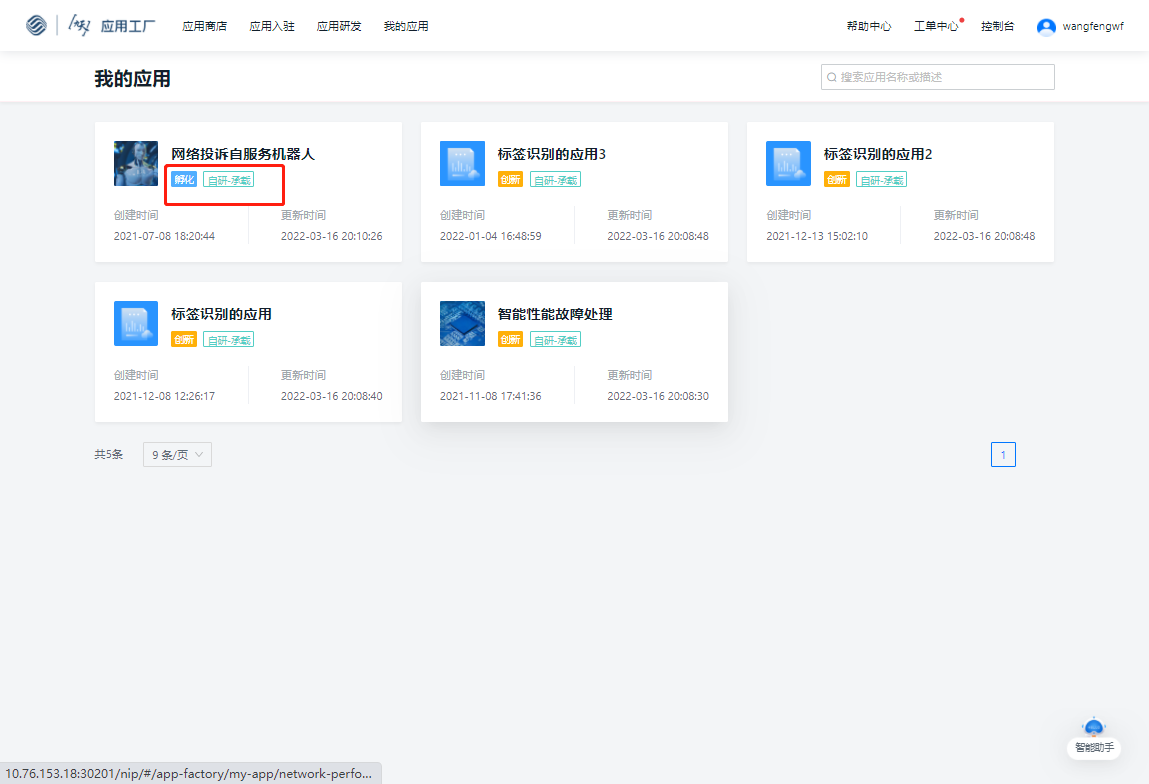 应用工厂 应用商店 应用入驻 应用研发 我的应用 帮助中心 工单中心 控制台 wangfengwf
我的应用 搜索应用名称或描述
网络投诉自服务机器人
孵化 自研-承载
创建时间 更新时间
2021-07-08 18:20:44 2022-03-16 20:10:26
标签识别的应用3
创新 自研-承载
创建时间 更新时间
2022-01-04 16:48:59 2022-03-16 20:08:48
标签识别的应用2
创新 自研-承载
创建时间 更新时间
2021-12-13 15:02:10 2022-03-16 20:08:48
标签识别的应用
创新 自研-承载
创建时间 更新时间
2021-12-08 12:26:17 2022-03-16 20:08:40
智能性能故障处理
创新 自研-承载
创建时间 更新时间
2021-11-08 17:41:36 2022-03-16 20:08:30
共5条 9 条/页 1
智能助手
10.76.153.18:30201/nip/#/app-factory/my-app/network-perfo...